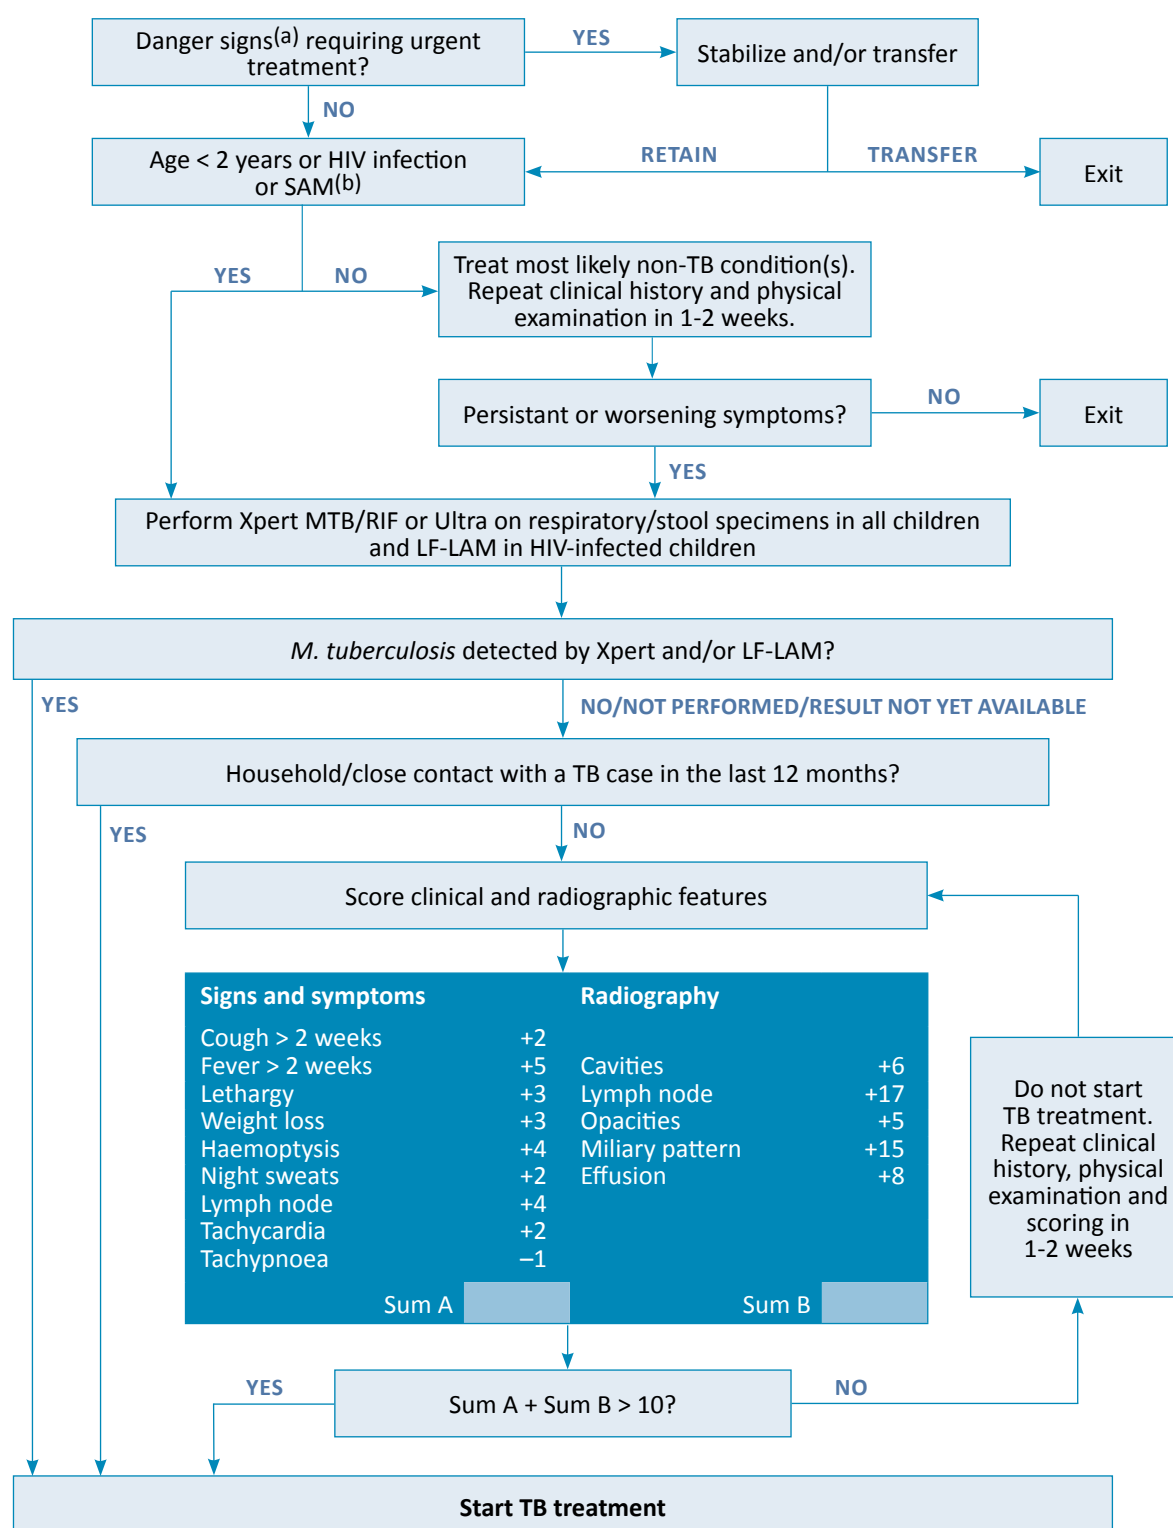 Danger signs(a) requiring urgent
treatment?
YES
Stabilize and/or transfer
NO
Age < 2 years or HIV infection
or SAM(b)
RETAIN
TRANSFER
Exit
YES
NO
Treat most likely non-TB condition(s).
Repeat clinical history and physical
examination in 1-2 weeks.
Persistant or worsening symptoms?
NO
Exit
YES
Perform Xpert MTB/RIF or Ultra on respiratory/stool specimens in all children
and LF-LAM in HIV-infected children
M. tuberculosis detected by Xpert and/or LF-LAM?
YES
NO/NOT PERFORMED/RESULT NOT YET AVAILABLE
Household/close contact with a TB case in the last 12 months?
YES
NO
Score clinical and radiographic features
Signs and symptoms
Cough > 2 weeks +2
Fever > 2 weeks +5
Lethargy +3
Weight loss +3
Haemoptysis +4
Night sweats +2
Lymph node +4
Tachycardia +2
Tachypnoea –1
Sum A
Radiography
Cavities +6
Lymph node +17
Opacities +5
Miliary pattern +15
Effusion +8
Sum B
Do not start
TB treatment.
Repeat clinical
history, physical
examination and
scoring in
1-2 weeks
Sum A + Sum B > 10?
YES
NO
Start TB treatment